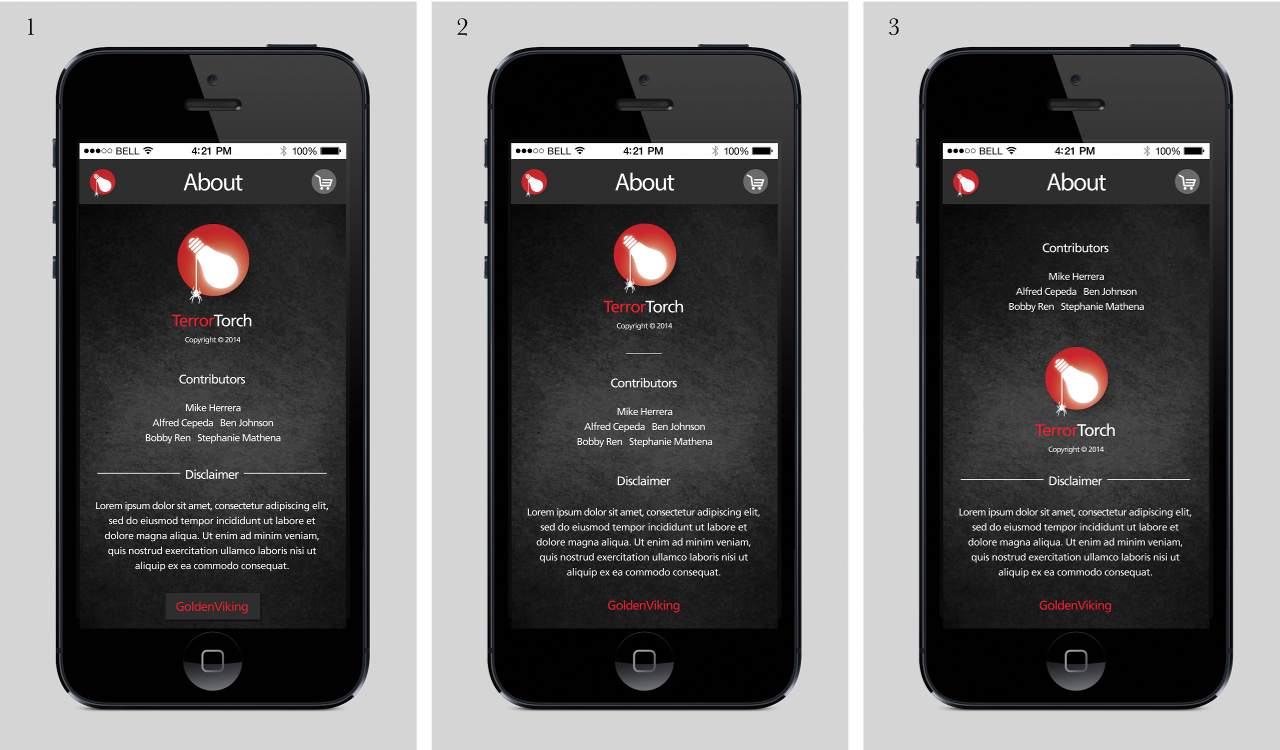 1
BELL 4:21 PM 100%
About
TerrorTorch
Copyright © 2014
Contributors
Mike Herrera
Alfred Cepeda Ben Johnson
Bobby Ren Stephanie Mathena
Disclaimer
Lorem ipsum dolor sit amet, consectetur adipiscing elit,
sed do eiusmod tempor incididunt ut labore et
dolore magna aliqua. Ut enim ad minim veniam,
quis nostrud exercitation ullamco laboris nisi ut
aliquip ex ea commodo consequat.
GoldenViking
2
BELL 4:21 PM 100%
About
TerrorTorch
Copyright © 2014
Contributors
Mike Herrera
Alfred Cepeda Ben Johnson
Bobby Ren Stephanie Mathena
Disclaimer
Lorem ipsum dolor sit amet, consectetur adipiscing elit,
sed do eiusmod tempor incididunt ut labore et
dolore magna aliqua. Ut enim ad minim veniam,
quis nostrud exercitation ullamco laboris nisi ut
aliquip ex ea commodo consequat.
GoldenViking
3
BELL 4:21 PM 100%
About
Contributors
Mike Herrera
Alfred Cepeda Ben Johnson
Bobby Ren Stephanie Mathena
TerrorTorch
Copyright © 2014
Disclaimer
Lorem ipsum dolor sit amet, consectetur adipiscing elit,
sed do eiusmod tempor incididunt ut labore et
dolore magna aliqua. Ut enim ad minim veniam,
quis nostrud exercitation ullamco laboris nisi ut
aliquip ex ea commodo consequat.
GoldenViking